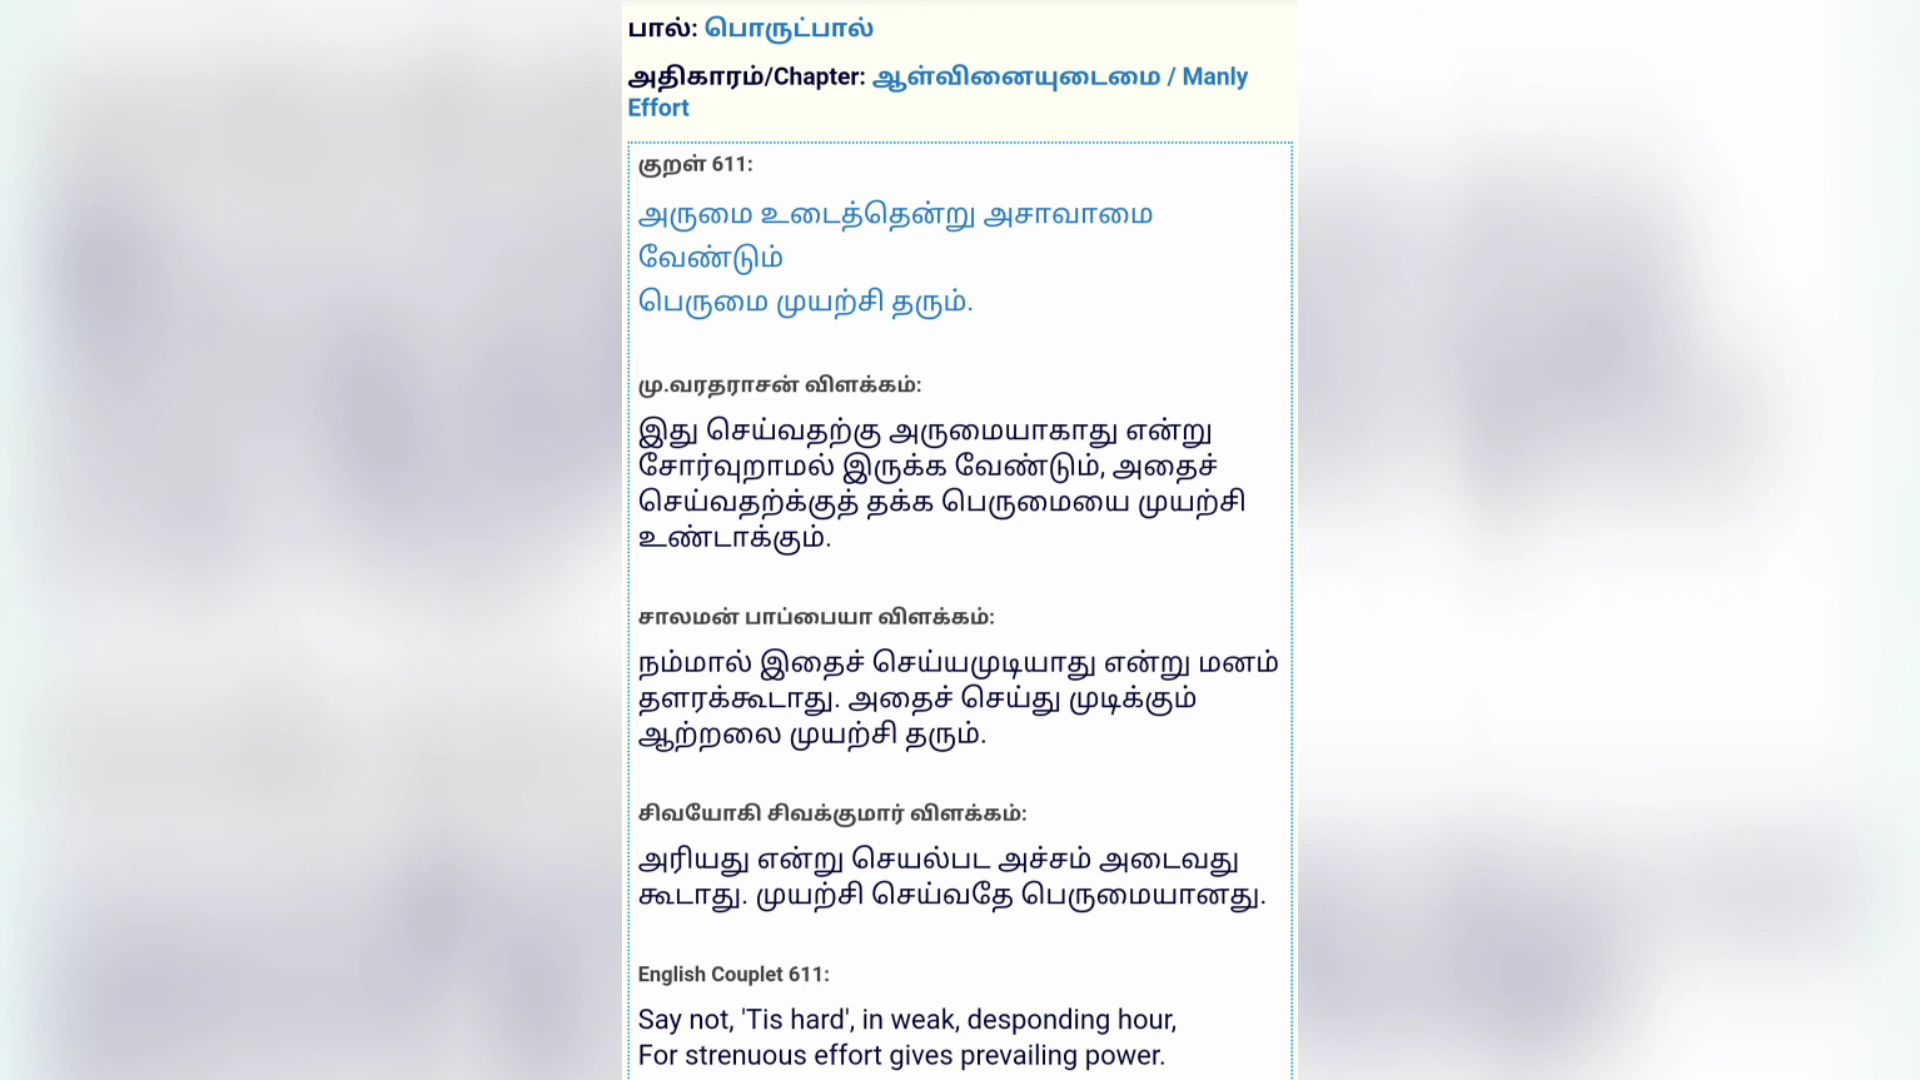 பால்: பொருட்பால்
அதிகாரம்/Chapter: ஆள்வினையுடைமை / Manly
Effort
குறள் 611:
அருமை உடைத்தென்று அசாவாமை
வேண்டும்
பெருமை முயற்சி தரும்.
மு.வரதராசன் விளக்கம்:
இது செய்வதற்கு அருமையாகாது என்று
சோர்வுறாமல் இருக்க வேண்டும், அதைச்
செய்வதற்க்குத் தக்க பெருமையை முயற்சி
உண்டாக்கும்.
சாலமன் பாப்பையா விளக்கம்:
நம்மால் இதைச் செய்யமுடியாது என்று மனம்
தளரக்கூடாது. அதைச் செய்து முடிக்கும்
ஆற்றலை முயற்சி தரும்.
சிவயோகி சிவக்குமார் விளக்கம்:
அரியது என்று செயல்பட அச்சம் அடைவது
கூடாது. முயற்சி செய்வதே பெருமையானது.
English Couplet 611:
Say not, 'Tis hard', in weak, desponding hour,
For strenuous effort gives prevailing power.